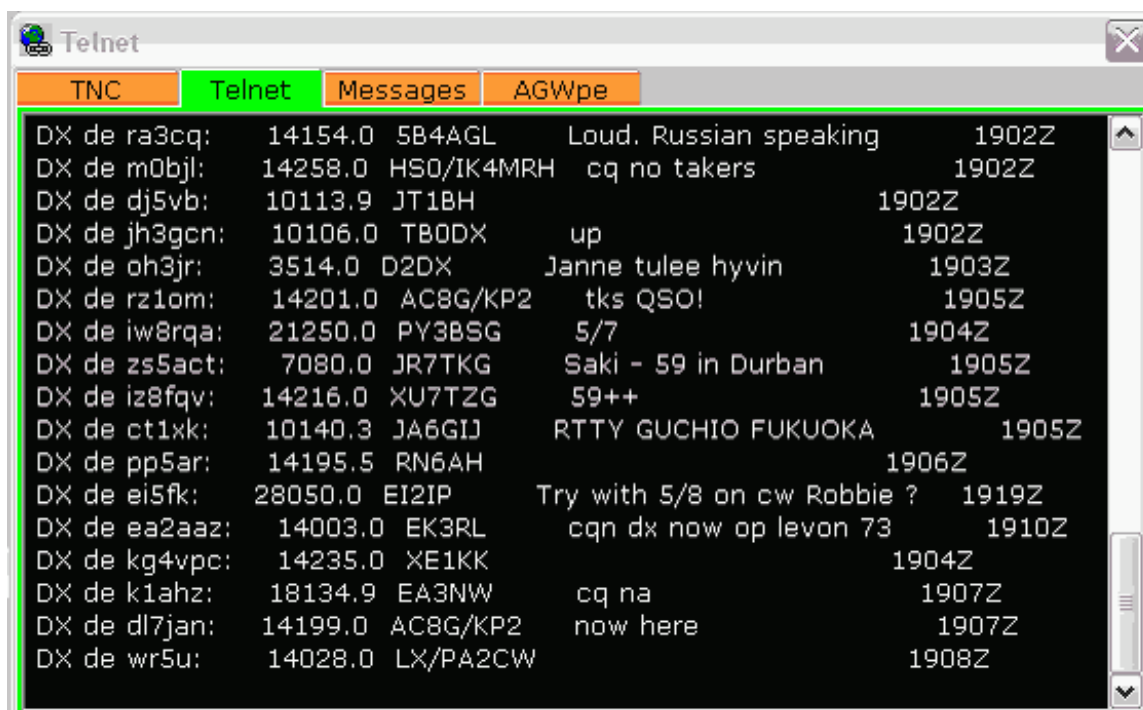 Telnet
TNC Telnet Messages AGWpe
DX de ra3cq: 14154.0 5B4AGL Loud. Russian speaking 1902Z
DX de m0bjl: 14258.0 HS0/IK4MRH cq no takers 1902Z
DX de dj5vb: 10113.9 JT1BH 1902Z
DX de jh3gcn: 10106.0 TB0DX up 1902Z
DX de oh3jr: 3514.0 D2DX Janne tulee hyvin 1903Z
DX de rz1om: 14201.0 AC8G/KP2 tks QSO! 1905Z
DX de iw8rqa: 21250.0 PY3BSG 5/7 1904Z
DX de zs5act: 7080.0 JR7TKG Saki - 59 in Durban 1905Z
DX de iz8fqv: 14216.0 XU7TZG 59++ 1905Z
DX de ct1xk: 10140.3 JA6GIJ RTTY GUCHIO FUKUOKA 1905Z
DX de pp5ar: 14195.5 RN6AH 1906Z
DX de ei5fk: 28050.0 EI2IP Try with 5/8 on cw Robbie ? 1919Z
DX de ea2aaz: 14003.0 EK3RL cqn dx now op levon 73 1910Z
DX de kg4vpc: 14235.0 XE1KK 1904Z
DX de k1ahz: 18134.9 EA3NW cq na 1907Z
DX de dl7jan: 14199.0 AC8G/KP2 now here 1907Z
DX de wr5u: 14028.0 LX/PA2CW 1908Z